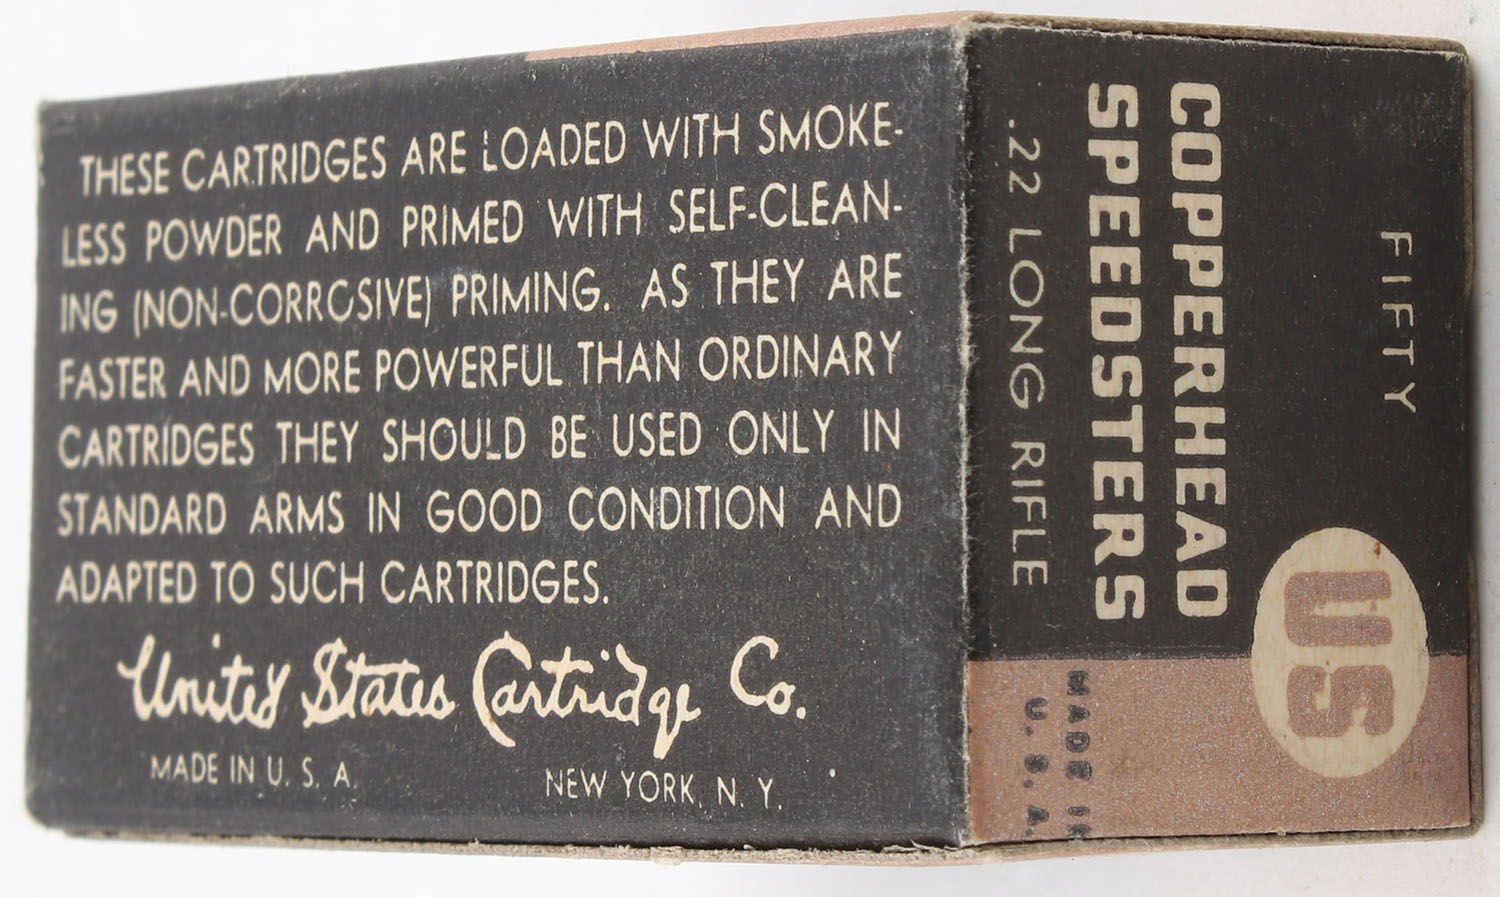 THESE CARTRIDGES ARE LOADED WITH SMOKE-
LESS POWDER AND PRIMED WITH SELF-CLEAN-
ING (NON-CORROSIVE) PRIMING. AS THEY ARE
FASTER AND MORE POWERFUL THAN ORDINARY
CARTRIDGES THEY SHOULD BE USED ONLY IN
STANDARD ARMS IN GOOD CONDITION AND
ADAPTED TO SUCH CARTRIDGES.
United States Cartridge Co.
MADE IN U. S. A.
NEW YORK, N. Y.
FIFTY
US
COPPERHEAD
SPEEDSTERS
.22 LONG RIFLE
MADE IN
U. S. A.